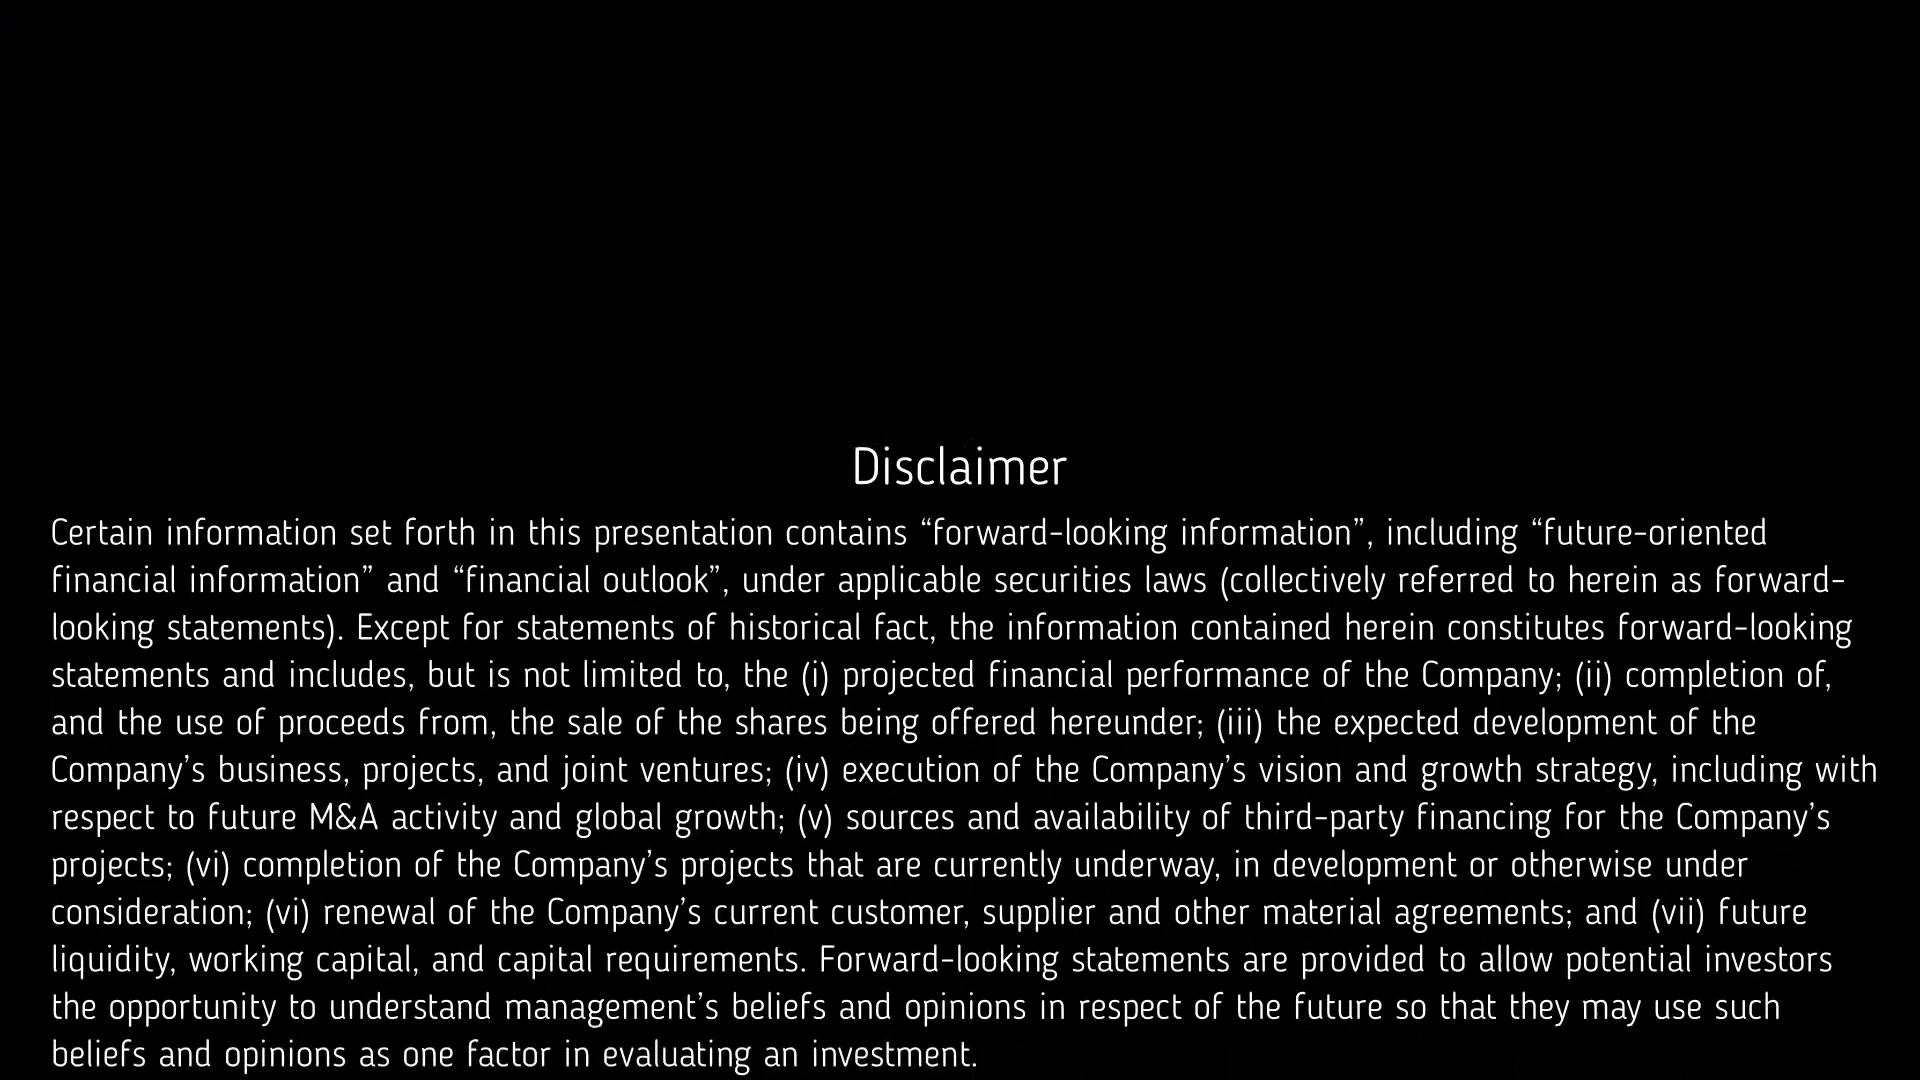 Disclaimer
Certain information set forth in this presentation contains “forward-looking information”, including “future-oriented
financial information” and “financial outlook”, under applicable securities laws (collectively referred to herein as forward-
looking statements). Except for statements of historical fact, the information contained herein constitutes forward-looking
statements and includes, but is not limited to, the (i) projected financial performance of the Company; (ii) completion of,
and the use of proceeds from, the sale of the shares being offered hereunder; (iii) the expected development of the
Company’s business, projects, and joint ventures; (iv) execution of the Company’s vision and growth strategy, including with
respect to future M&A activity and global growth; (v) sources and availability of third-party financing for the Company’s
projects; (vi) completion of the Company’s projects that are currently underway, in development or otherwise under
consideration; (vi) renewal of the Company’s current customer, supplier and other material agreements; and (vii) future
liquidity, working capital, and capital requirements. Forward-looking statements are provided to allow potential investors
the opportunity to understand management’s beliefs and opinions in respect of the future so that they may use such
beliefs and opinions as one factor in evaluating an investment.